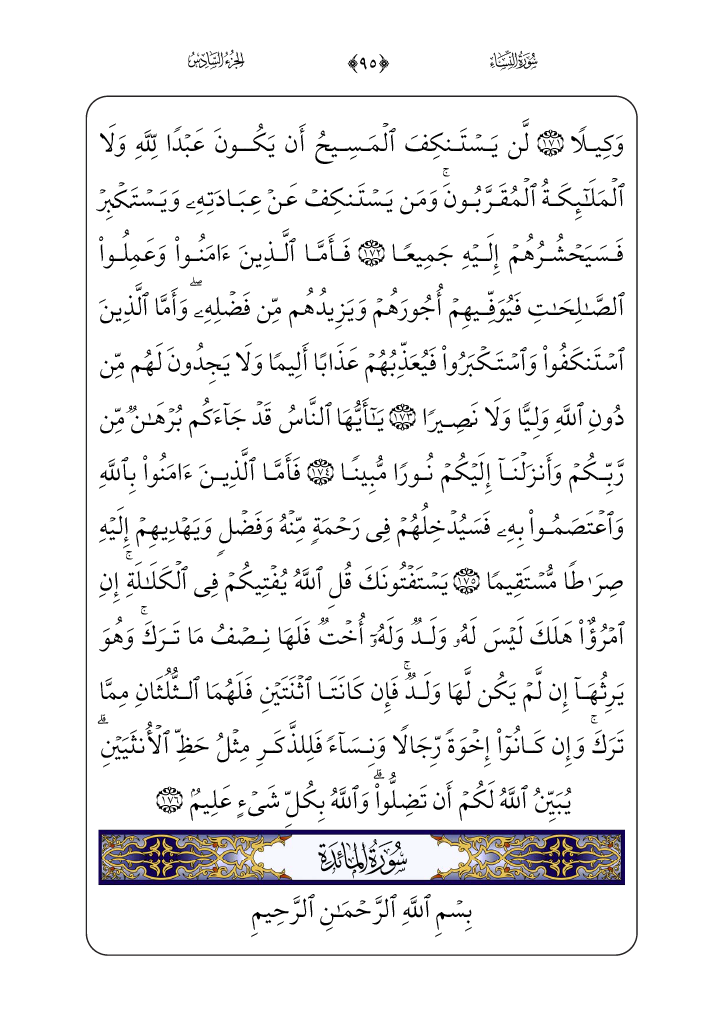 سُورَةُ النِّسَاءِ ﴿٩٥﴾ الجُزْءُ السَّادِسُ
وَكِيلًا ١٧١ لَّن يَسْتَنكِفَ ٱلْمَسِيحُ أَن يَكُونَ عَبْدًا لِّلَّهِ وَلَا
ٱلْمَلَٰٓئِكَةُ ٱلْمُقَرَّبُونَۚ وَمَن يَسْتَنكِفْ عَنْ عِبَادَتِهِۦ وَيَسْتَكْبِرْ
فَسَيَحْشُرُهُمْ إِلَيْهِ جَمِيعًا ١٧٢ فَأَمَّا ٱلَّذِينَ ءَامَنُوا۟ وَعَمِلُوا۟
ٱلصَّٰلِحَٰتِ فَيُوَفِّيهِمْ أُجُورَهُمْ وَيَزِيدُهُم مِّن فَضْلِهِۦۖ وَأَمَّا ٱلَّذِينَ
ٱسْتَنكَفُوا۟ وَٱسْتَكْبَرُوا۟ فَيُعَذِّبُهُمْ عَذَابًا أَلِيمًا وَلَا يَجِدُونَ لَهُم مِّن
دُونِ ٱللَّهِ وَلِيًّا وَلَا نَصِيرًا ١٧٣ يَٰٓأَيُّهَا ٱلنَّاسُ قَدْ جَآءَكُم بُرْهَٰنٌ مِّن
رَّبِّكُمْ وَأَنزَلْنَآ إِلَيْكُمْ نُورًا مُّبِينًا ١٧٤ فَأَمَّا ٱلَّذِينَ ءَامَنُوا۟ بِٱللَّهِ
وَٱعْتَصَمُوا۟ بِهِۦ فَسَيُدْخِلُهُمْ فِى رَحْمَةٍ مِّنْهُ وَفَضْلٍ وَيَهْدِيهِمْ إِلَيْهِ
صِرَٰطًا مُّسْتَقِيمًا ١٧٥ يَسْتَفْتُونَكَ قُلِ ٱللَّهُ يُفْتِيكُمْ فِى ٱلْكَلَٰلَةِۚ إِنِ
ٱمْرُؤٌا۟ هَلَكَ لَيْسَ لَهُۥ وَلَدٌ وَلَهُۥٓ أُخْتٌ فَلَهَا نِصْفُ مَا تَرَكَۚ وَهُوَ
يَرِثُهَآ إِن لَّمْ يَكُن لَّهَا وَلَدٌۚ فَإِن كَانَتَا ٱثْنَتَيْنِ فَلَهُمَا ٱلثُّلُثَانِ مِمَّا
تَرَكَۚ وَإِن كَانُوٓا۟ إِخْوَةً رِّجَالًا وَنِسَآءً فَلِلذَّكَرِ مِثْلُ حَظِّ ٱلْأُنثَيَيْنِۗ
يُبَيِّنُ ٱللَّهُ لَكُمْ أَن تَضِلُّوا۟ۗ وَٱللَّهُ بِكُلِّ شَىْءٍ عَلِيمٌۢ ١٧٦
سُورَةُ المَائِدَةِ
بِسْمِ ٱللَّهِ ٱلرَّحْمَٰنِ ٱلرَّحِيمِ